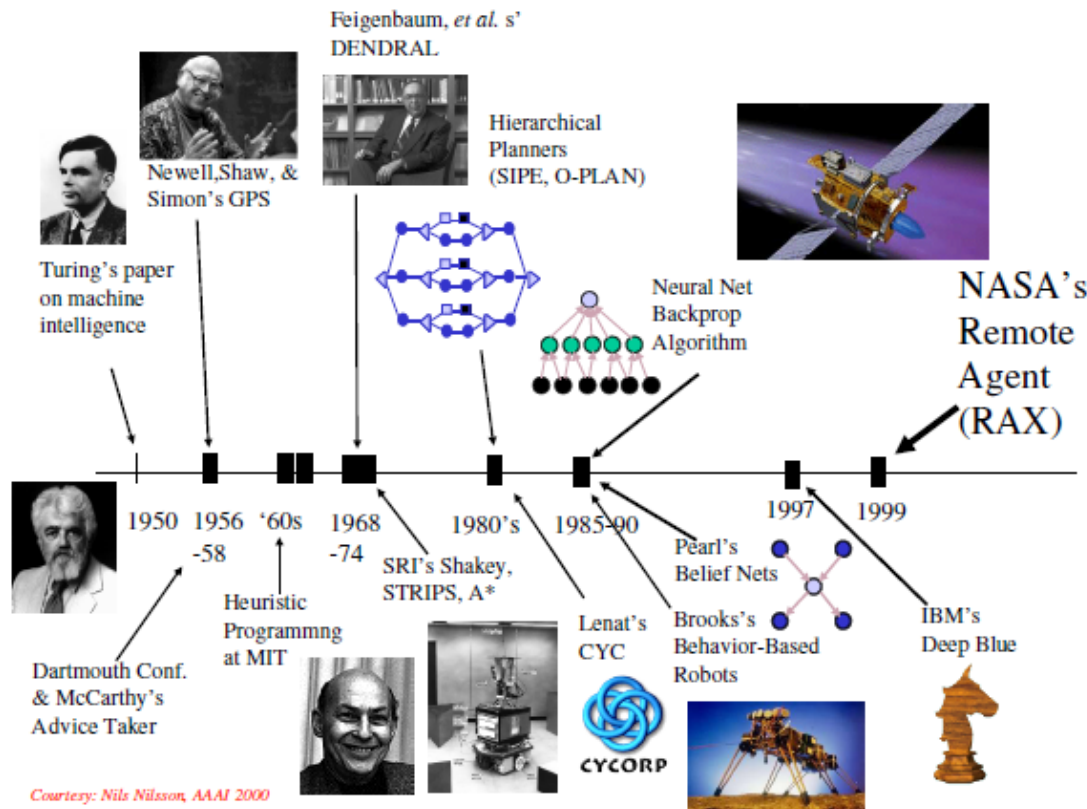 Feigenbaum, et al. s'
DENDRAL
Hierarchical
Planners
(SIPE, O-PLAN)
Newell,Shaw, &
Simon's GPS
Turing's paper
on machine
intelligence
Neural Net
Backprop
Algorithm
NASA's
Remote
Agent
(RAX)
1950
1956
-58
'60s
1968
-74
1980's
1985-90
1997
1999
SRI's Shakey,
STRIPS, A*
Pearl's
Belief Nets
Heuristic
Programmng
at MIT
Lenat's
CYC
Brooks's
Behavior-Based
Robots
IBM's
Deep Blue
Dartmouth Conf.
& McCarthy's
Advice Taker
CYCORP
Courtesy: Nils Nilsson, AAAI 2000